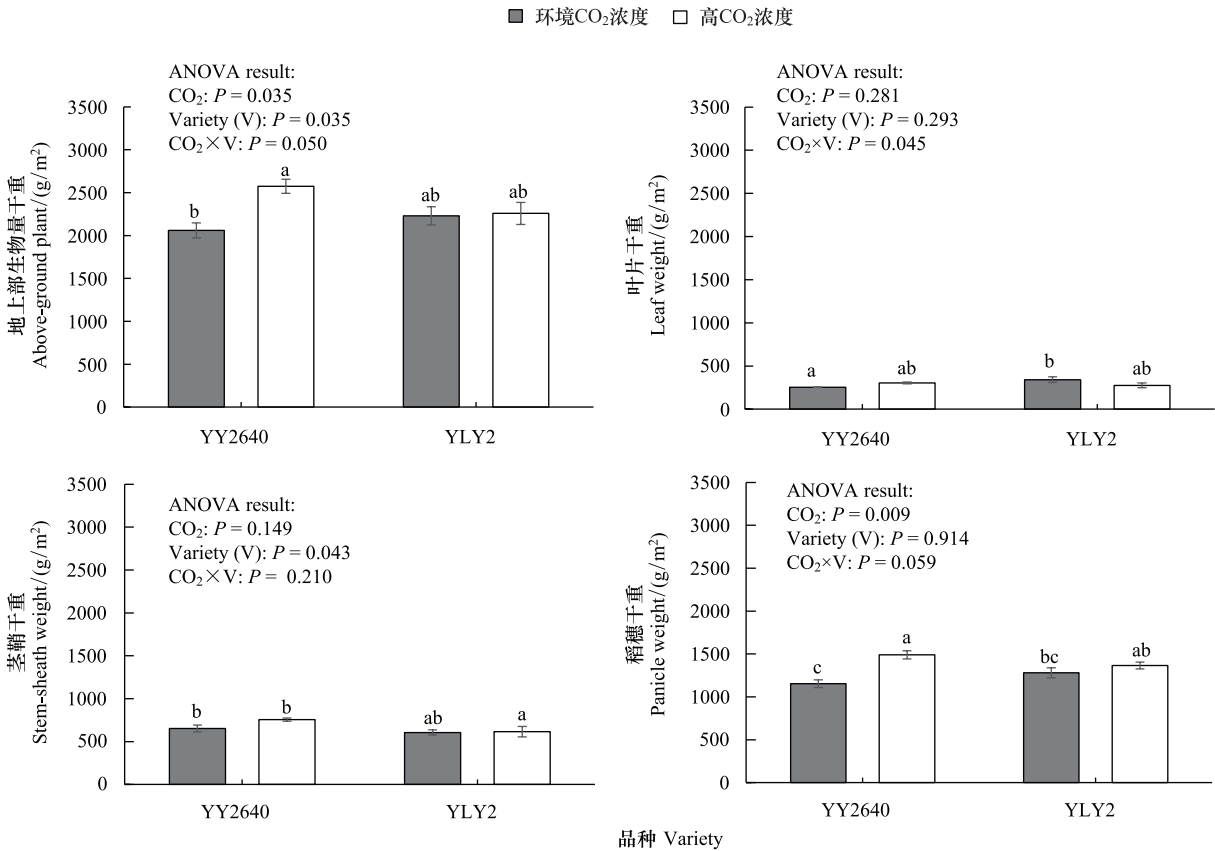 环境CO₂浓度 高CO₂浓度
ANOVA result:
CO₂: P = 0.035
Variety (V): P = 0.035
CO₂×V: P = 0.050
3500
3000
2500
2000
1500
1000
500
0
地上部生物量干重
Above-ground plant/(g/m²)
b
a
ab
ab
YY2640
YLY2
ANOVA result:
CO₂: P = 0.281
Variety (V): P = 0.293
CO₂×V: P = 0.045
3500
3000
2500
2000
1500
1000
500
0
叶片干重
Leaf weight/(g/m²)
a
ab
b
ab
YY2640
YLY2
ANOVA result:
CO₂: P = 0.149
Variety (V): P = 0.043
CO₂×V: P = 0.210
3500
3000
2500
2000
1500
1000
500
0
茎鞘干重
Stem-sheath weight/(g/m²)
b
b
ab
a
YY2640
YLY2
ANOVA result:
CO₂: P = 0.009
Variety (V): P = 0.914
CO₂×V: P = 0.059
3500
3000
2500
2000
1500
1000
500
0
稻穗干重
Panicle weight/(g/m²)
c
a
bc
ab
YY2640
YLY2
品种 Variety